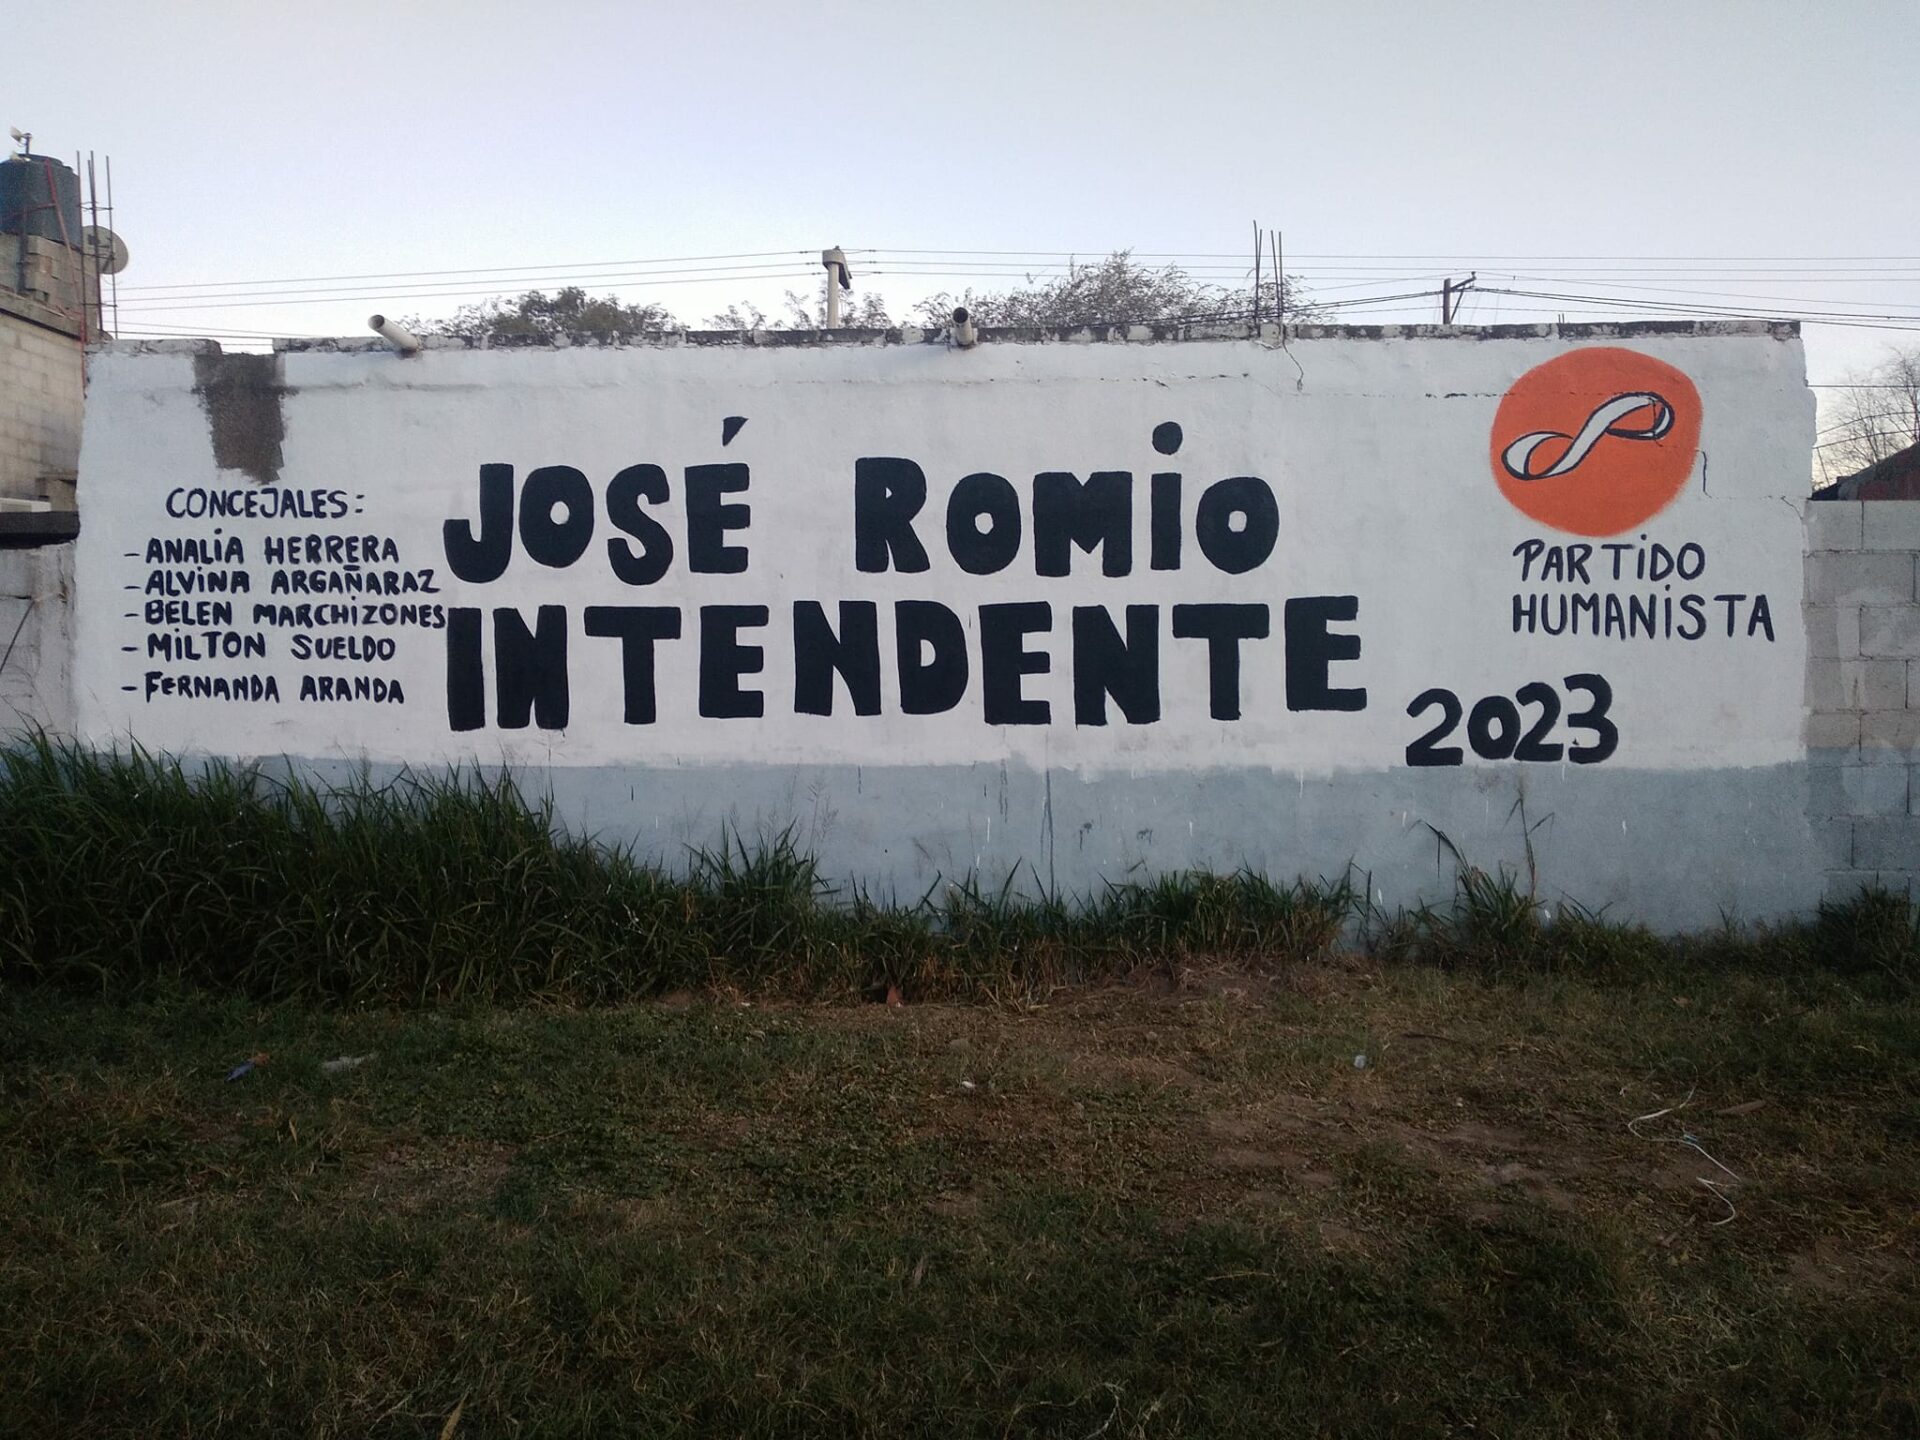 CONCEJALES:
-ANALIA HERRERA
-ALVINA ARGAÑARAZ
-BELEN MARCHIZONES
-MILTON SUELDO
-FERNANDA ARANDA
JOSÉ ROMIO
INTENDENTE
2023
PARTIDO
HUMANISTA